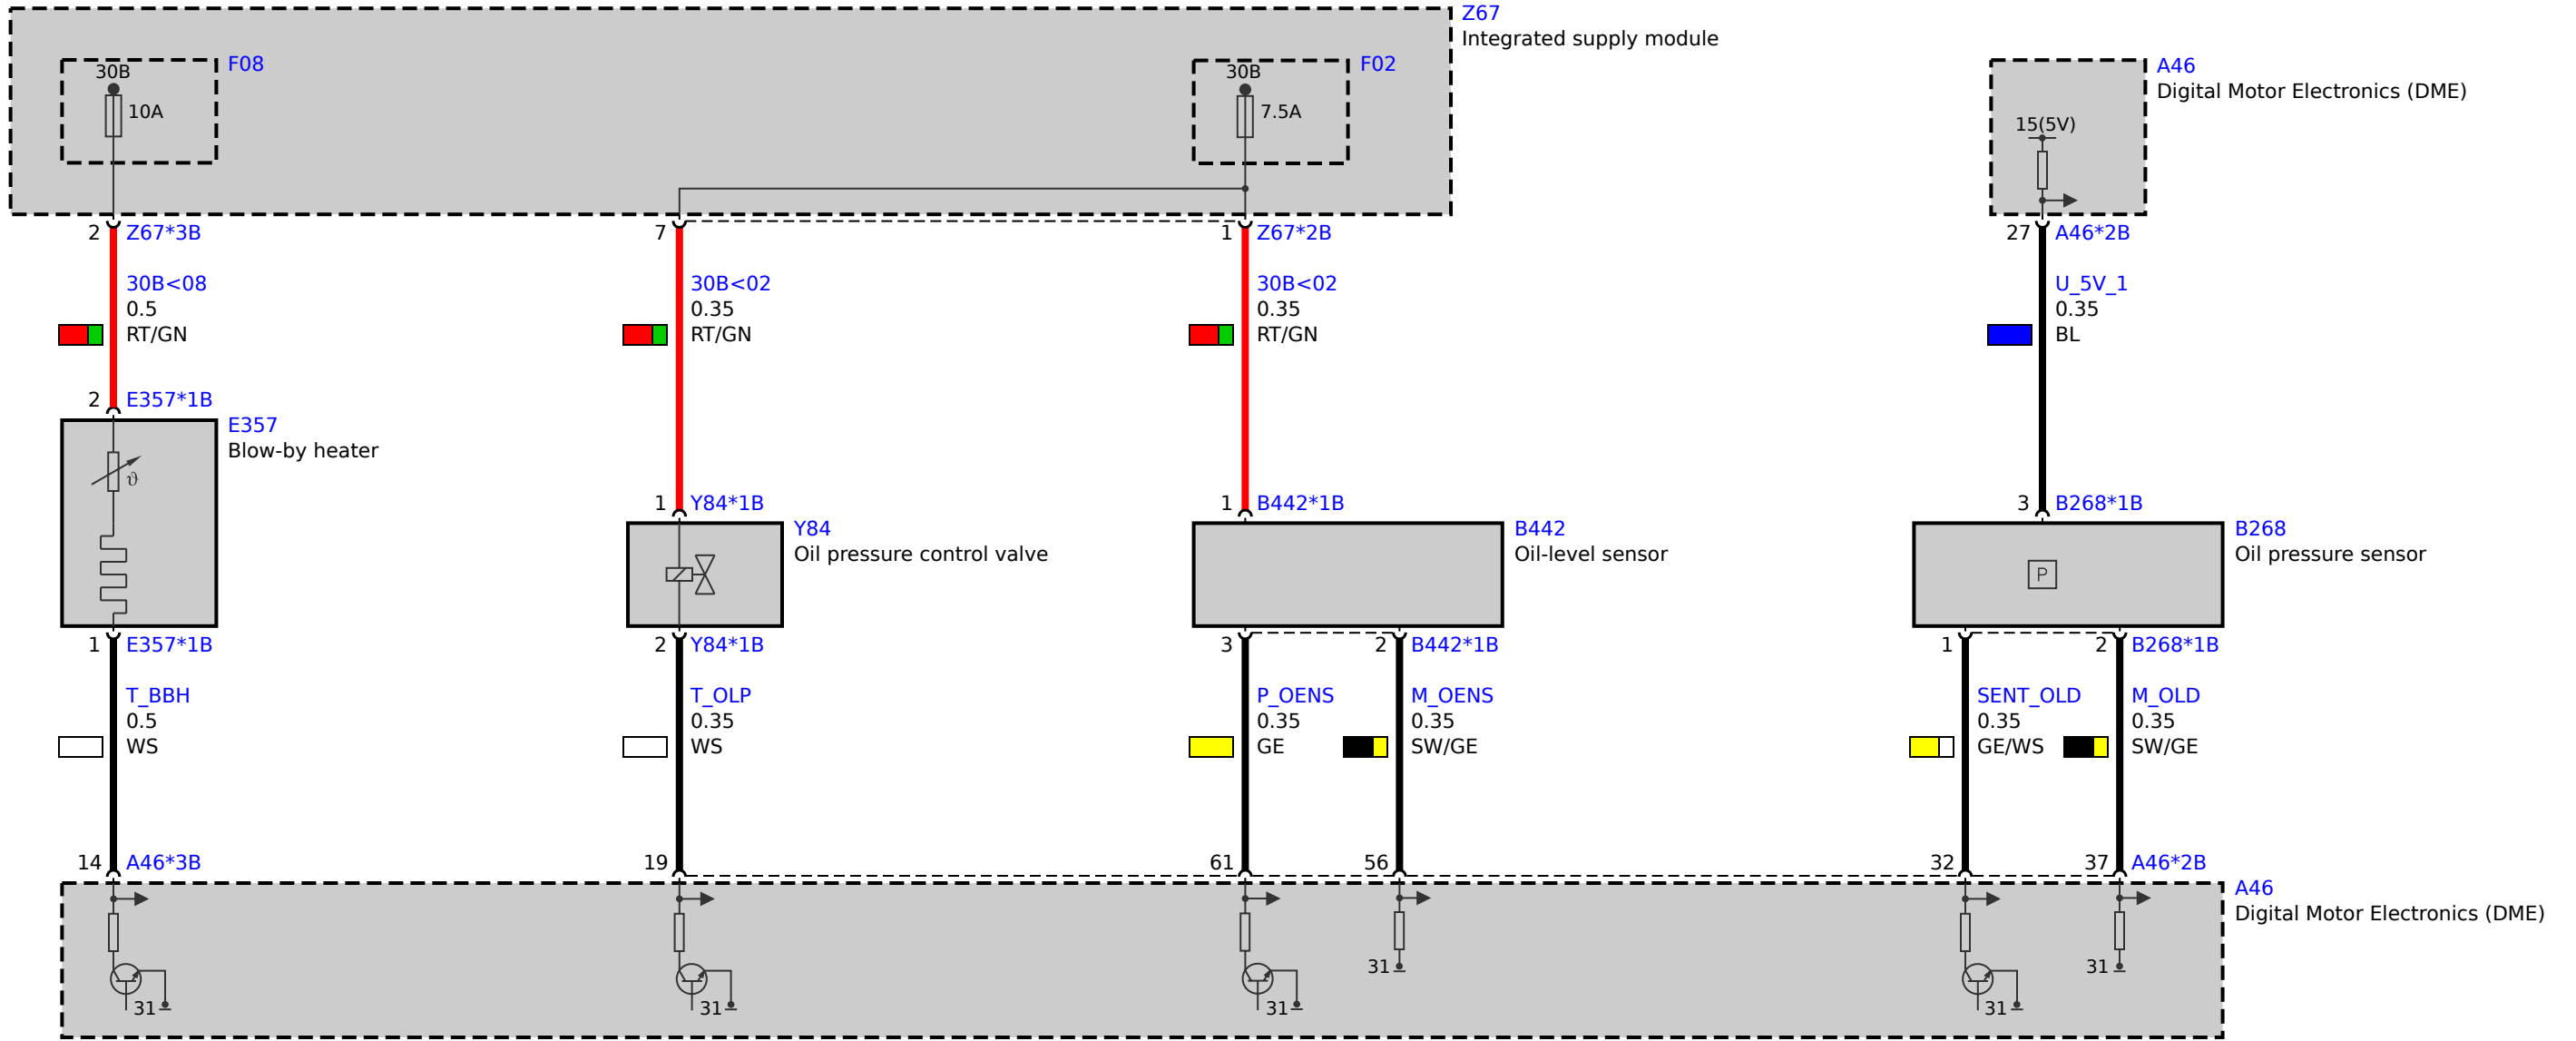 Z67
Integrated supply module
F08
30B
10A
F02
30B
7.5A
A46
Digital Motor Electronics (DME)
15(5V)
2 Z67*3B
7
1 Z67*2B
27 A46*2B
30B<08
0.5
RT/GN
30B<02
0.35
RT/GN
30B<02
0.35
RT/GN
U_5V_1
0.35
BL
2 E357*1B
E357
Blow-by heater
ϑ
1 Y84*1B
Y84
Oil pressure control valve
1 B442*1B
B442
Oil-level sensor
3 B268*1B
B268
Oil pressure sensor
P
1 E357*1B
2 Y84*1B
3
2 B442*1B
1
2 B268*1B
T_BBH
0.5
WS
T_OLP
0.35
WS
P_OENS
0.35
GE
M_OENS
0.35
SW/GE
SENT_OLD
0.35
GE/WS
M_OLD
0.35
SW/GE
14 A46*3B
19
61
56
32
37 A46*2B
A46
Digital Motor Electronics (DME)
31
31
31
31
31
31